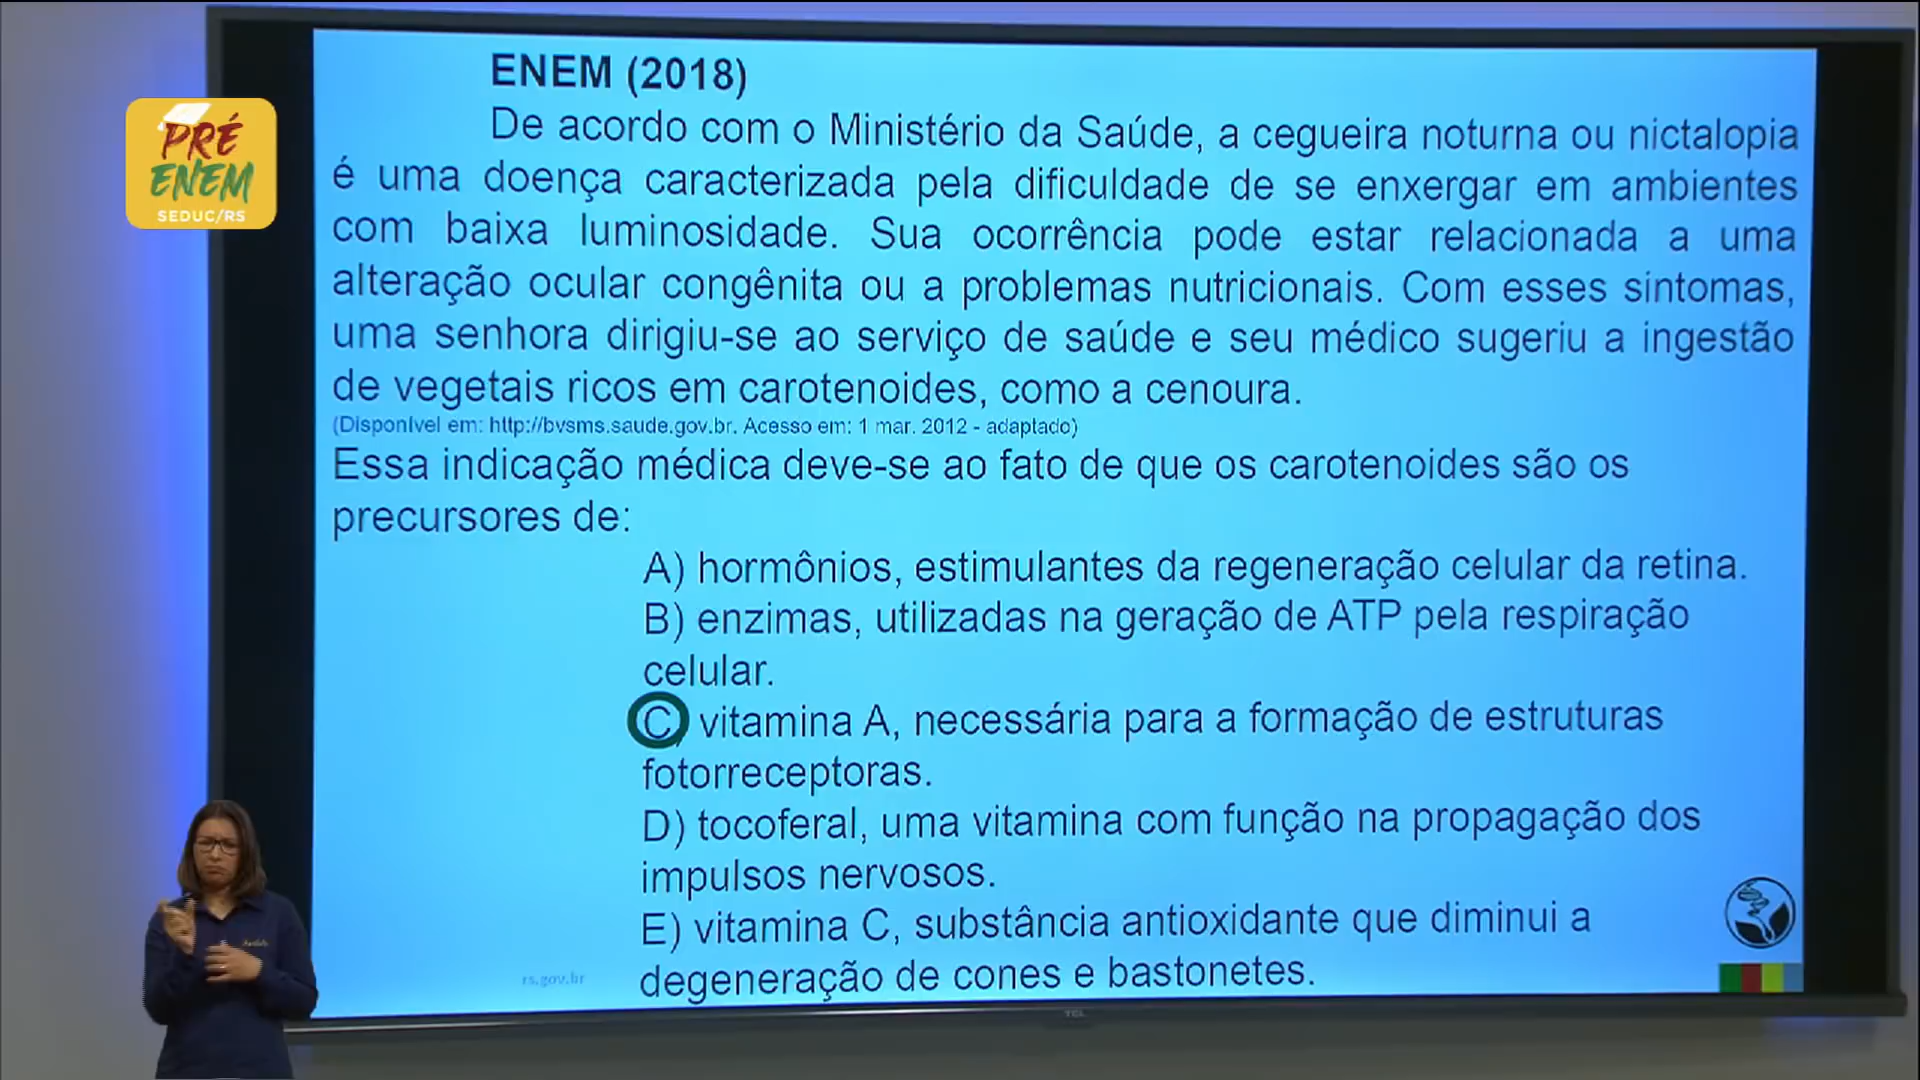 PRÉ
ENEM
SEDUC/RS
ENEM (2018)
De acordo com o Ministério da Saúde, a cegueira noturna ou nictalopia
é uma doença caracterizada pela dificuldade de se enxergar em ambientes
com baixa luminosidade. Sua ocorrência pode estar relacionada a uma
alteração ocular congênita ou a problemas nutricionais. Com esses sintomas,
uma senhora dirigiu-se ao serviço de saúde e seu médico sugeriu a ingestão
de vegetais ricos em carotenoides, como a cenoura.
(Disponível em: http://bvsms.saude.gov.br. Acesso em: 1 mar. 2012 - adaptado)
Essa indicação médica deve-se ao fato de que os carotenoides são os
precursores de:
A) hormônios, estimulantes da regeneração celular da retina.
B) enzimas, utilizadas na geração de ATP pela respiração
celular.
C) vitamina A, necessária para a formação de estruturas
fotorreceptoras.
D) tocoferal, uma vitamina com função na propagação dos
impulsos nervosos.
E) vitamina C, substância antioxidante que diminui a
degeneração de cones e bastonetes.
rs.gov.br
TCL